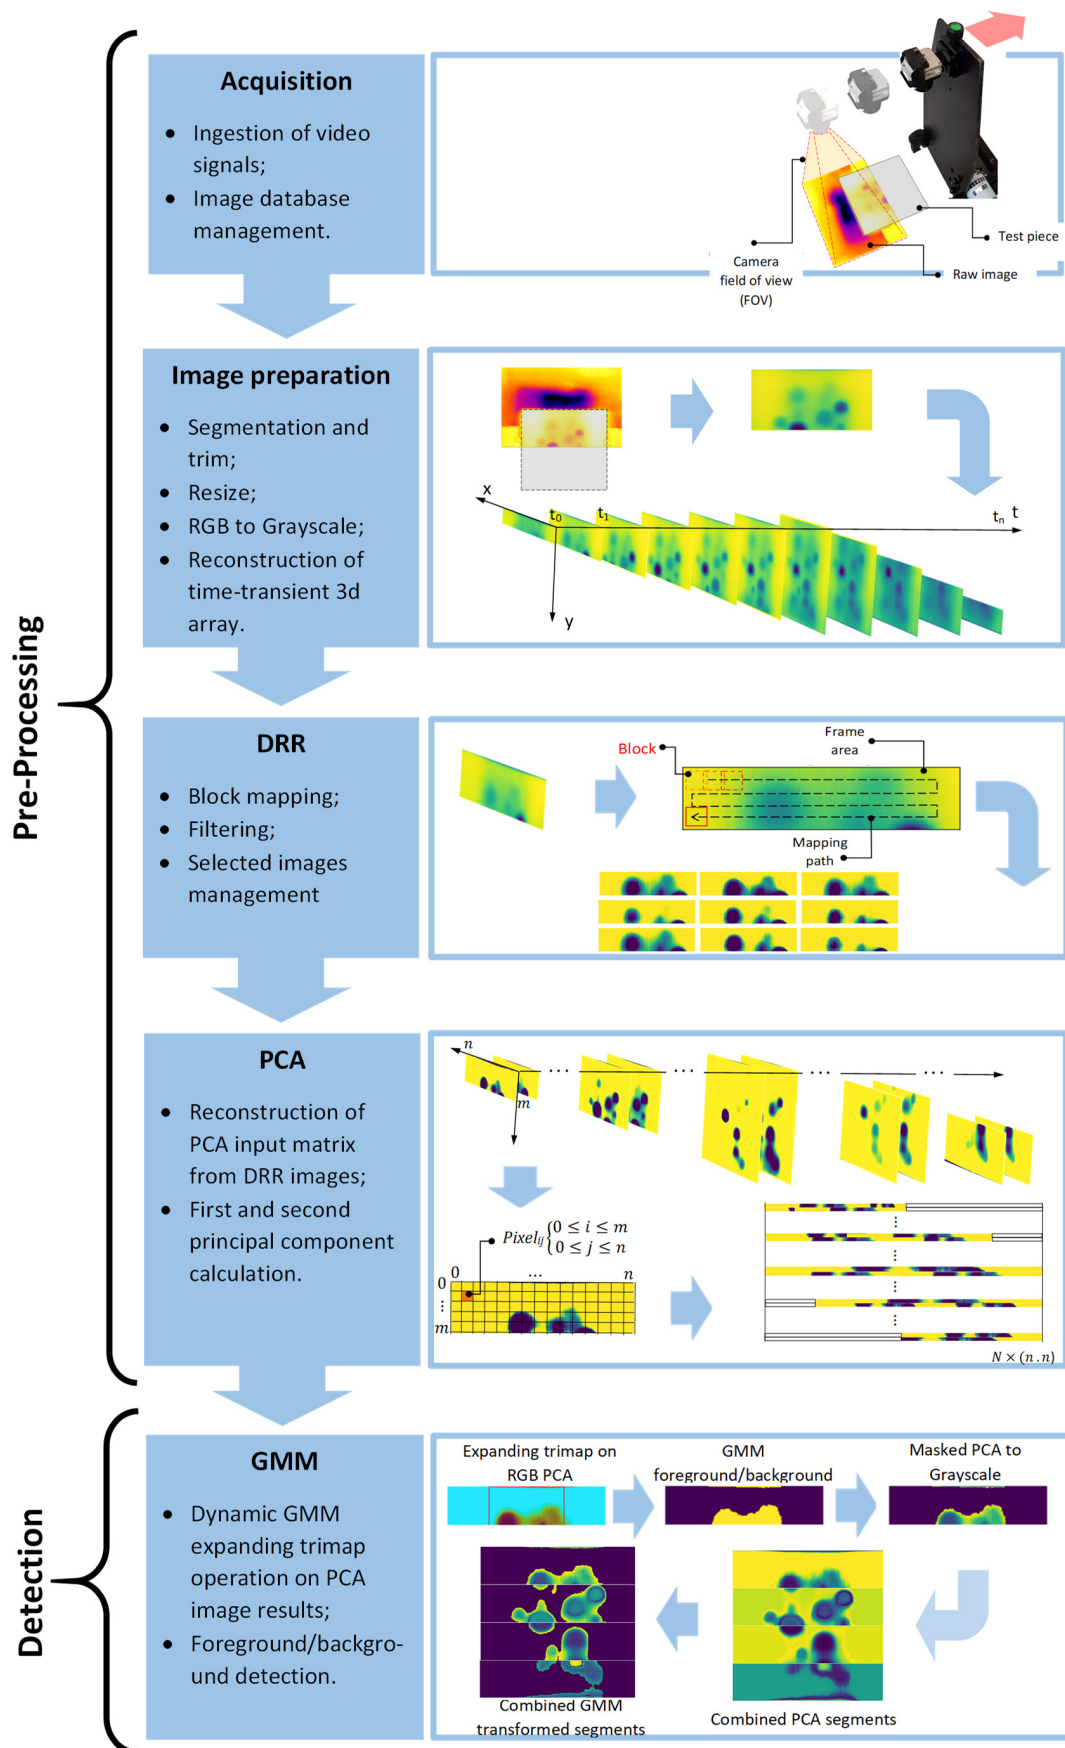 Pre-Processing
Acquisition
• Ingestion of video
signals;
• Image database
management.
Camera
field of view
(FOV)
Test piece
Raw image
Image preparation
• Segmentation and
trim;
• Resize;
• RGB to Grayscale;
• Reconstruction of
time-transient 3d
array.
x
t0
t1
tn
t
y
DRR
• Block mapping;
• Filtering;
• Selected images
management
Block
Frame
area
Mapping
path
PCA
• Reconstruction of
PCA input matrix
from DRR images;
• First and second
principal component
calculation.
n
m
... ... ... ...
Pixelij { 0 ≤ i ≤ m
0 ≤ j ≤ n
0 ... n
0
⋮
m
⋮
⋮
⋮
⋮
N × (n . n)
Detection
GMM
• Dynamic GMM
expanding trimap
operation on PCA
image results;
• Foreground/backgro-
und detection.
Expanding trimap on
RGB PCA
GMM
foreground/background
Masked PCA to
Grayscale
Combined GMM
transformed segments
Combined PCA segments